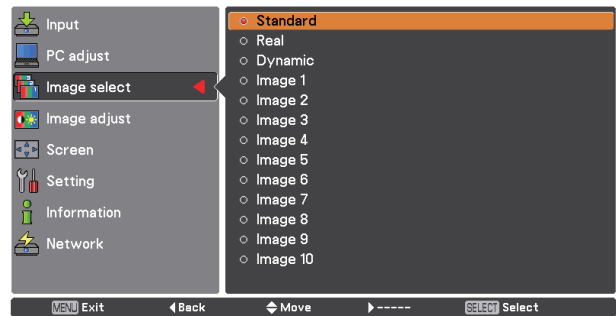 Input
PC adjust
Image select
Image adjust
Screen
Setting
Information
Network
Standard
Real
Dynamic
Image 1
Image 2
Image 3
Image 4
Image 5
Image 6
Image 7
Image 8
Image 9
Image 10
MENU Exit Back Move ----- SELECT Select